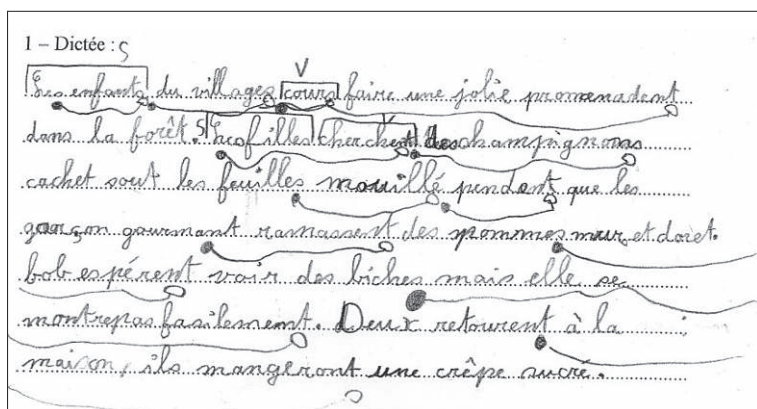 1 – Dictée : S
V
Les enfants du villages cours faire une jolie promenadent
dans la forêt. S Les filles cherchent V des champignons
cachet sout les feuilles mouillé pendent que les
garçon gourmant ramassent des pommes mur et doret.
bob espérent voir des biches mais elle se
montrepas fasilement. Deux retourent à la
maison, ils mangeront une crêpe sucré.